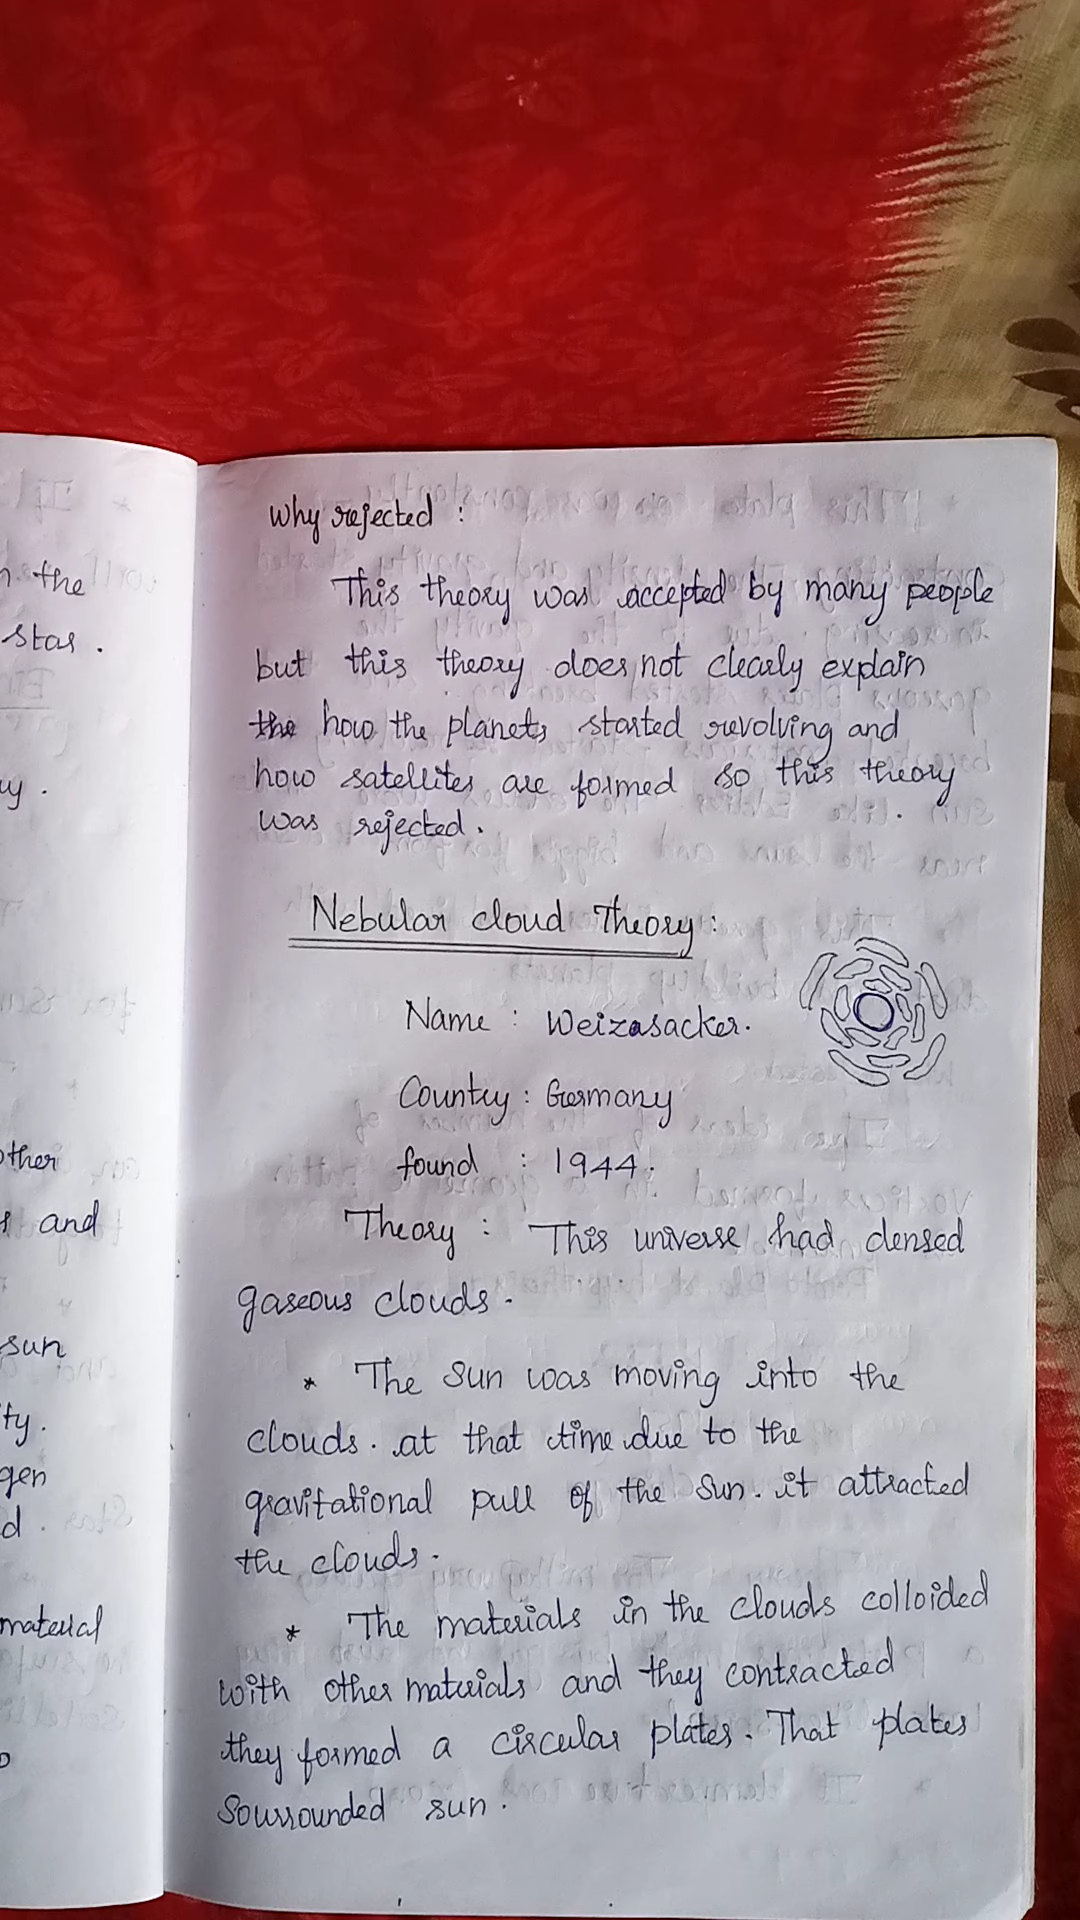 n the
star.
uy.
other
s and
sun
ty.
gen
d
material
Why rejected :
This theory was accepted by many people
but this theory does not clearly explain
the how the planets started revolving and
how satellites are formed so this theory
was rejected.
Nebular cloud Theory :
Name : Weizasacker.
Country : Germany
found : 1944.
Theory : This universe had densed
gaseous clouds.
* The Sun was moving into the
clouds. at that time due to the
gravitational pull of the Sun. it attracted
the clouds.
* The materials in the clouds colloided
with other materials and they contracted
they formed a circular plates. That plates
Sourrounded sun.